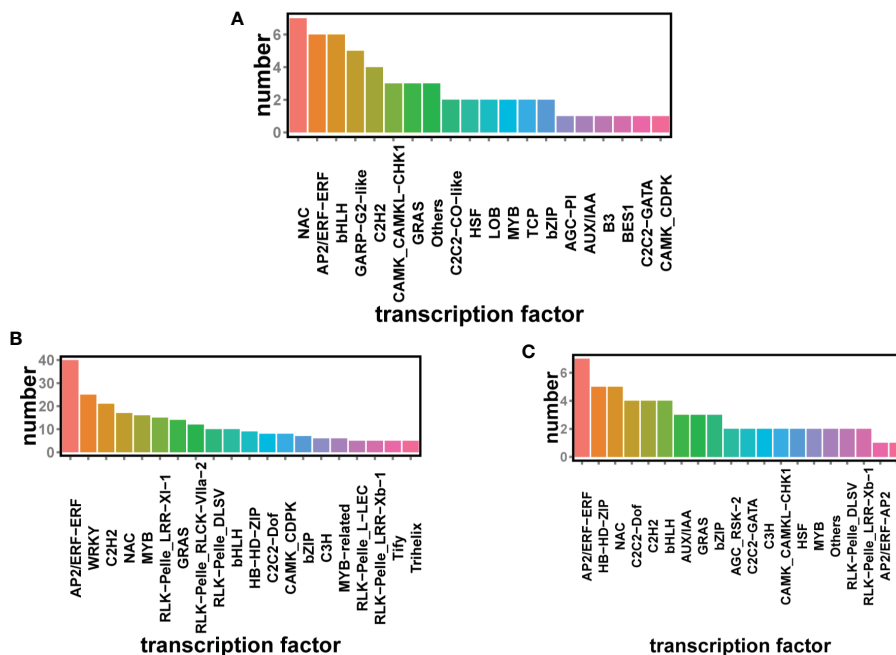 A
number
6
4
2
0
NAC
AP2/ERF−ERF
bHLH
GARP−G2−like
C2H2
CAMK_CAMKL−CHK1
GRAS
Others
C2C2−CO−like
HSF
LOB
MYB
TCP
bZIP
AGC−Pl
AUX/IAA
B3
BES1
C2C2−GATA
CAMK_CDPK
transcription factor
B
number
40
30
20
10
0
AP2/ERF−ERF
WRKY
C2H2
NAC
MYB
RLK−Pelle_LRR−XI−1
GRAS
RLK−Pelle_RLCK−VIIa−2
RLK−Pelle_DLSV
bHLH
HB−HD−ZIP
C2C2−Dof
CAMK_CDPK
bZIP
C3H
MYB−related
RLK−Pelle_L−LEC
RLK−Pelle_LRR−Xb−1
Tify
Trihelix
transcription factor
C
number
6
4
2
0
AP2/ERF−ERF
HB−HD−ZIP
NAC
C2C2−Dof
C2H2
bHLH
AUX/IAA
GRAS
bZIP
AGC_RSK−2
C2C2−GATA
C3H
CAMK_CAMKL−CHK1
HSF
MYB
Others
RLK−Pelle_DLSV
RLK−Pelle_LRR−Xb−1
AP2/ERF−AP2
transcription factor